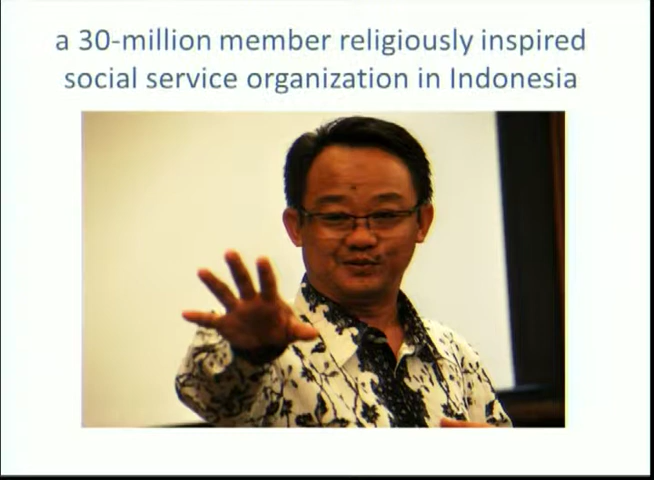 a 30-million member religiously inspired
social service organization in Indonesia